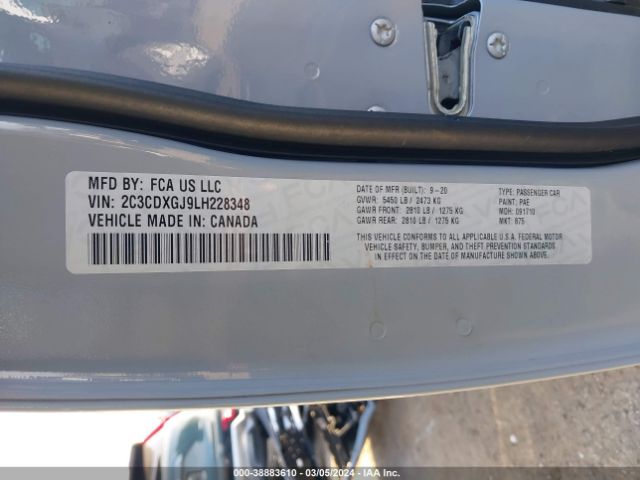 MFD BY: FCA US LLC
VIN: 2C3CDXGJ9LH228348
VEHICLE MADE IN: CANADA
DATE OF MFR (BUILT): 9-20
GVWR: 5450 LB / 2473 KG
GAWR FRONT: 2810 LB / 1275 KG
GAWR REAR: 2810 LB / 1275 KG
TYPE: PASSENGER CAR
PAINT: PAE
MDH: 091710
MKT: 875
THIS VEHICLE CONFORMS TO ALL APPLICABLE U.S.A. FEDERAL MOTOR
VEHICLE SAFETY, BUMPER, AND THEFT PREVENTION STANDARDS
IN EFFECT ON THE DATE OF MANUFACTURE SHOWN ABOVE.
000-38883610 - 03/05/2024 - IAA Inc.